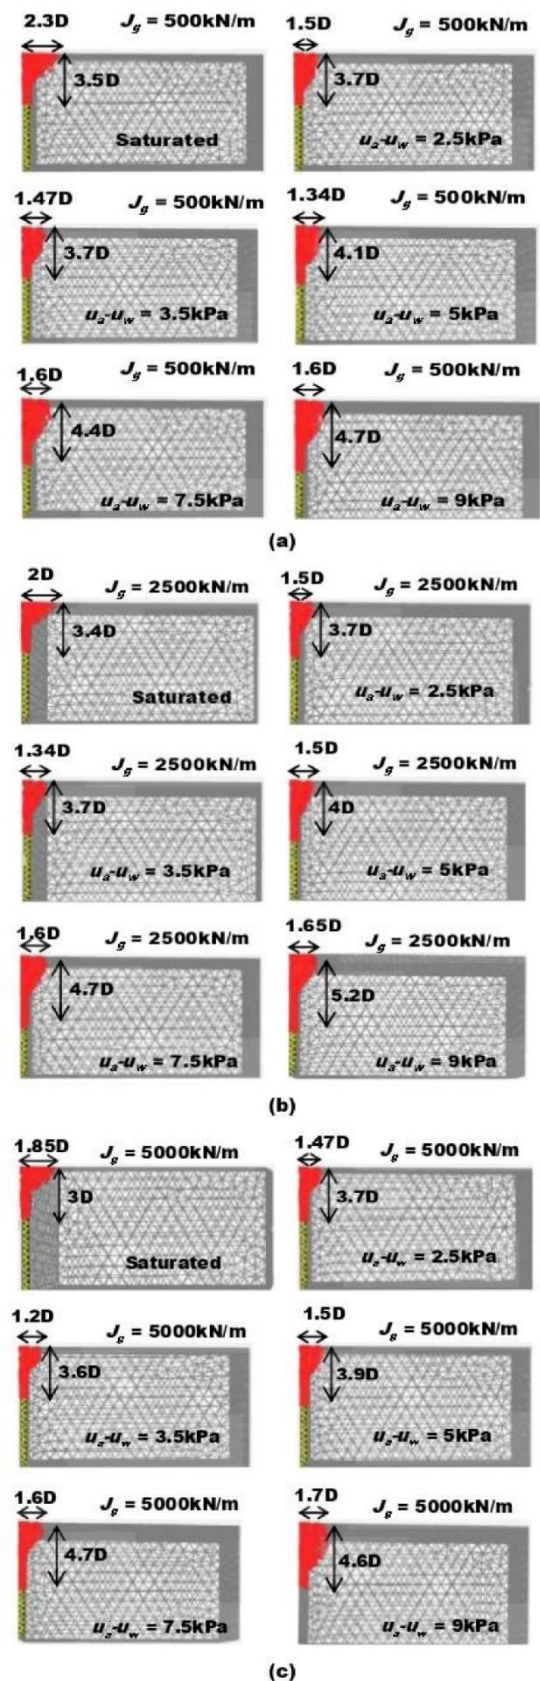 2.3D J_g = 500kN/m 1.5D J_g = 500kN/m
3.5D 3.7D
Saturated u_a-u_w = 2.5kPa
1.47D J_g = 500kN/m 1.34D J_g = 500kN/m
3.7D 4.1D
u_a-u_w = 3.5kPa u_a-u_w = 5kPa
1.6D J_g = 500kN/m 1.6D J_g = 500kN/m
4.4D 4.7D
u_a-u_w = 7.5kPa u_a-u_w = 9kPa
(a)
2D J_g = 2500kN/m 1.5D J_g = 2500kN/m
3.4D 3.7D
Saturated u_a-u_w = 2.5kPa
1.34D J_g = 2500kN/m 1.5D J_g = 2500kN/m
3.7D 4D
u_a-u_w = 3.5kPa u_a-u_w = 5kPa
1.6D J_g = 2500kN/m 1.65D J_g = 2500kN/m
4.7D 5.2D
u_a-u_w = 7.5kPa u_a-u_w = 9kPa
(b)
1.85D J_g = 5000kN/m 1.47D J_g = 5000kN/m
3D 3.7D
Saturated u_a-u_w = 2.5kPa
1.2D J_g = 5000kN/m 1.5D J_g = 5000kN/m
3.6D 3.9D
u_a-u_w = 3.5kPa u_a-u_w = 5kPa
1.6D J_g = 5000kN/m 1.7D J_g = 5000kN/m
4.7D 4.6D
u_a-u_w = 7.5kPa u_a-u_w = 9kPa
(c)